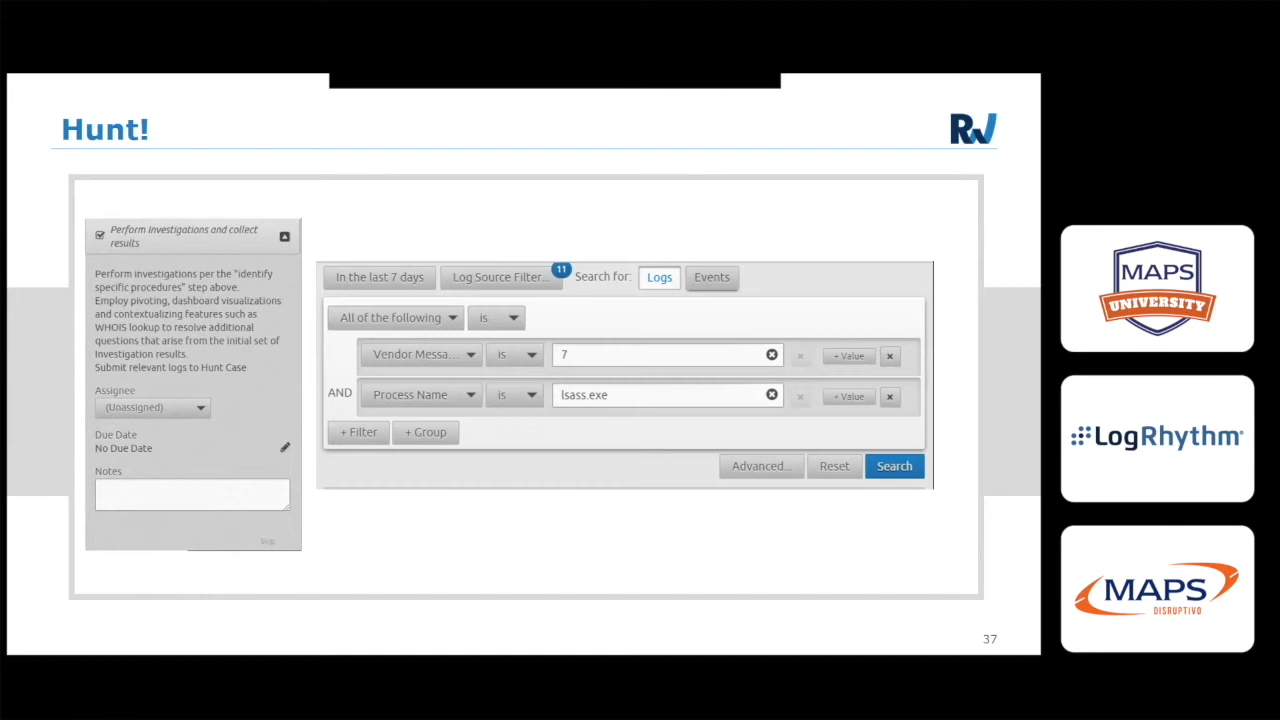 Hunt!
RW
Perform Investigations and collect
results
Perform investigations per the "identify
specific procedures" step above.
Employ pivoting, dashboard visualizations
and contextualizing features such as
WHOIS lookup to resolve additional
questions that arise from the initial set of
Investigation results.
Submit relevant logs to Hunt Case
Assignee
(Unassigned)
Due Date
No Due Date
Notes
Skip
In the last 7 days
Log Source Filter...
11
Search for:
Logs
Events
All of the following
is
Vendor Messa...
is
7
+ Value
AND
Process Name
is
lsass.exe
+ Value
+ Filter
+ Group
Advanced...
Reset
Search
37
MAPS
UNIVERSITY
LogRhythm
MAPS
DISRUPTIVO